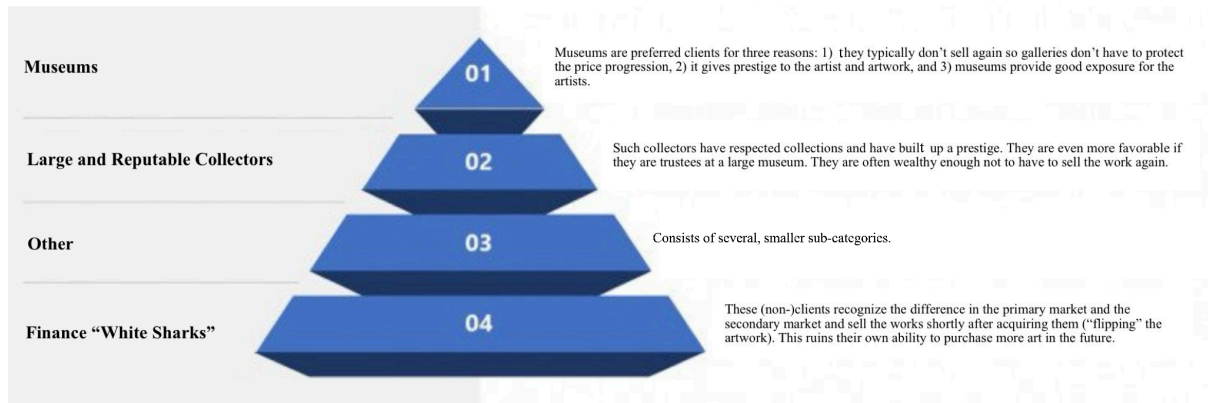 Museums
01
Museums are preferred clients for three reasons: 1) they typically don't sell again so galleries don't have to protect
the price progression, 2) it gives prestige to the artist and artwork, and 3) museums provide good exposure for the
artists.
Large and Reputable Collectors
02
Such collectors have respected collections and have built up a prestige. They are even more favorable if
they are trustees at a large museum. They are often wealthy enough not to have to sell the work again.
Other
03
Consists of several, smaller sub-categories.
Finance “White Sharks”
04
These (non-)clients recognize the difference in the primary market and the
secondary market and sell the works shortly after acquiring them (“flipping” the
artwork). This ruins their own ability to purchase more art in the future.